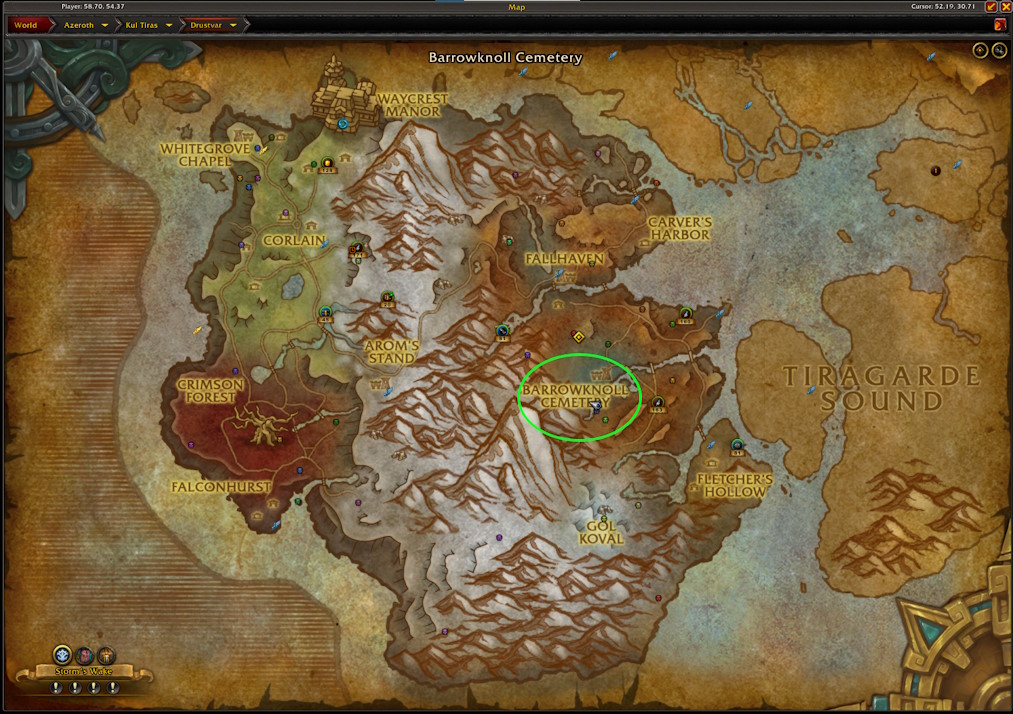 Player: 58.70, 54.37
Map
Cursor: 52.19, 30.71
World
Azeroth
Kul Tiras
Drustvar
Barrowknoll Cemetery
WAYCREST
MANOR
WHITEGROVE
CHAPEL
CARVER'S
HARBOR
CORLAIN
FALLHAVEN
AROM'S
STAND
CRIMSON
FOREST
BARROWKNOLL
CEMETERY
TIRAGARDE
SOUND
FALCONHURST
FLETCHER'S
HOLLOW
GOL
KOVAL
Storm's Wake